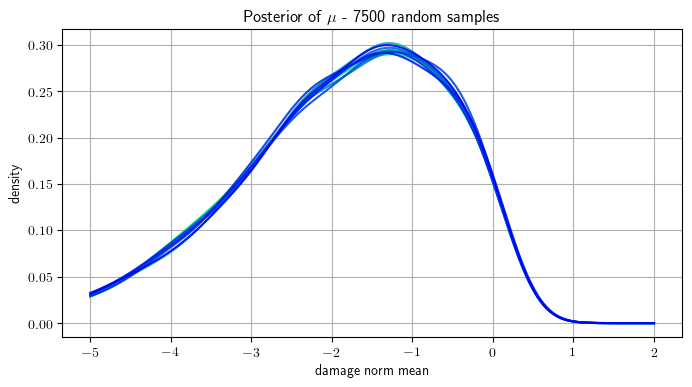 Posterior of μ - 7500 random samples
density
0.30
0.25
0.20
0.15
0.10
0.05
0.00
−5 −4 −3 −2 −1 0 1 2
damage norm mean